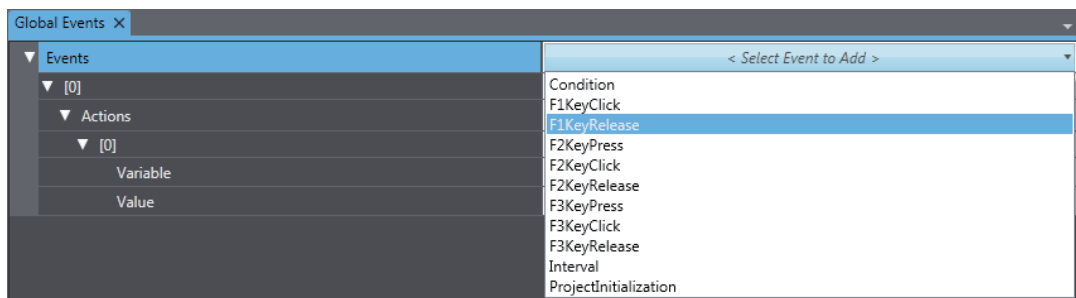 Global Events ×
Events < Select Event to Add >
[0] Condition
F1KeyClick
Actions F1KeyRelease
[0] F2KeyPress
F2KeyClick
Variable F2KeyRelease
Value F3KeyPress
F3KeyClick
F3KeyRelease
Interval
ProjectInitialization